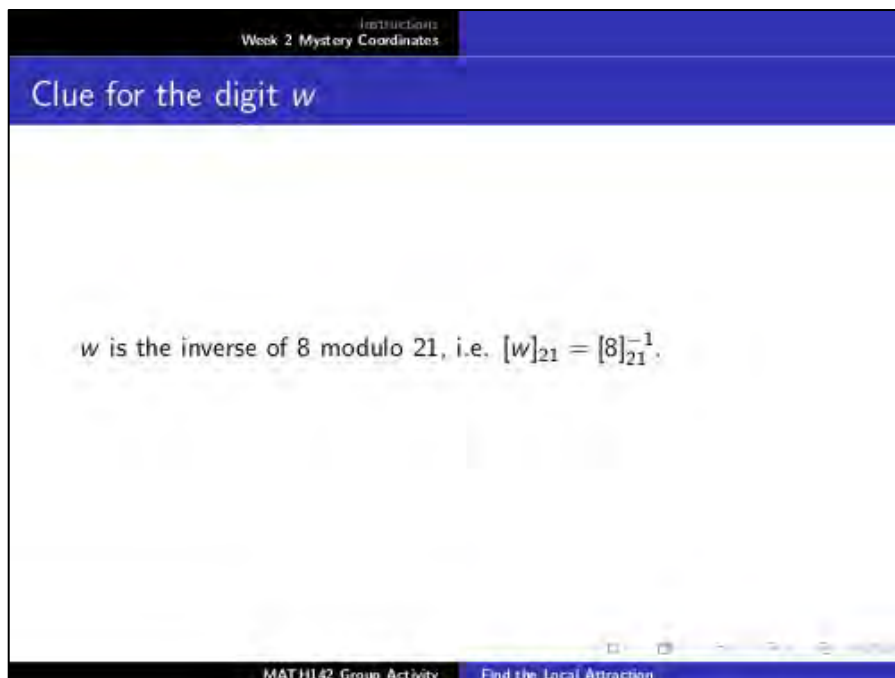 Instructions
Week 2 Mystery Coordinates
Clue for the digit w
w is the inverse of 8 modulo 21, i.e. [w]₂₁ = [8]₂₁⁻¹.
MATH142 Group Activity
Find the Local Attraction